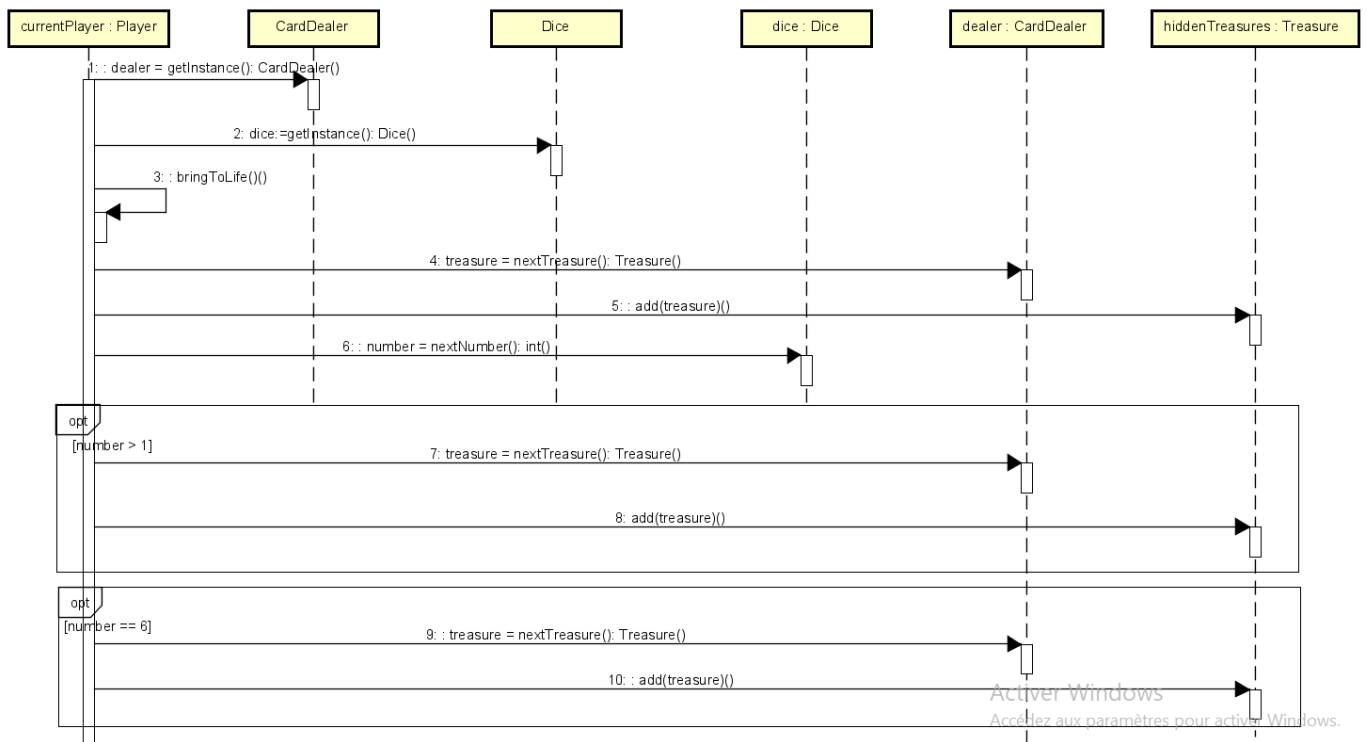 currentPlayer : Player
CardDealer
Dice
dice : Dice
dealer : CardDealer
hiddenTreasures : Treasure
1: : dealer = getInstance(): CardDealer()
2: dice:=getInstance(): Dice()
3: : bringToLife()()
4: treasure = nextTreasure(): Treasure()
5: : add(treasure)()
6: : number = nextNumber(): int()
opt
[number > 1]
7: treasure = nextTreasure(): Treasure()
8: add(treasure)()
opt
[number == 6]
9: : treasure = nextTreasure(): Treasure()
10: : add(treasure)()
Activer Windows
Accédez aux paramètres pour activer Windows.